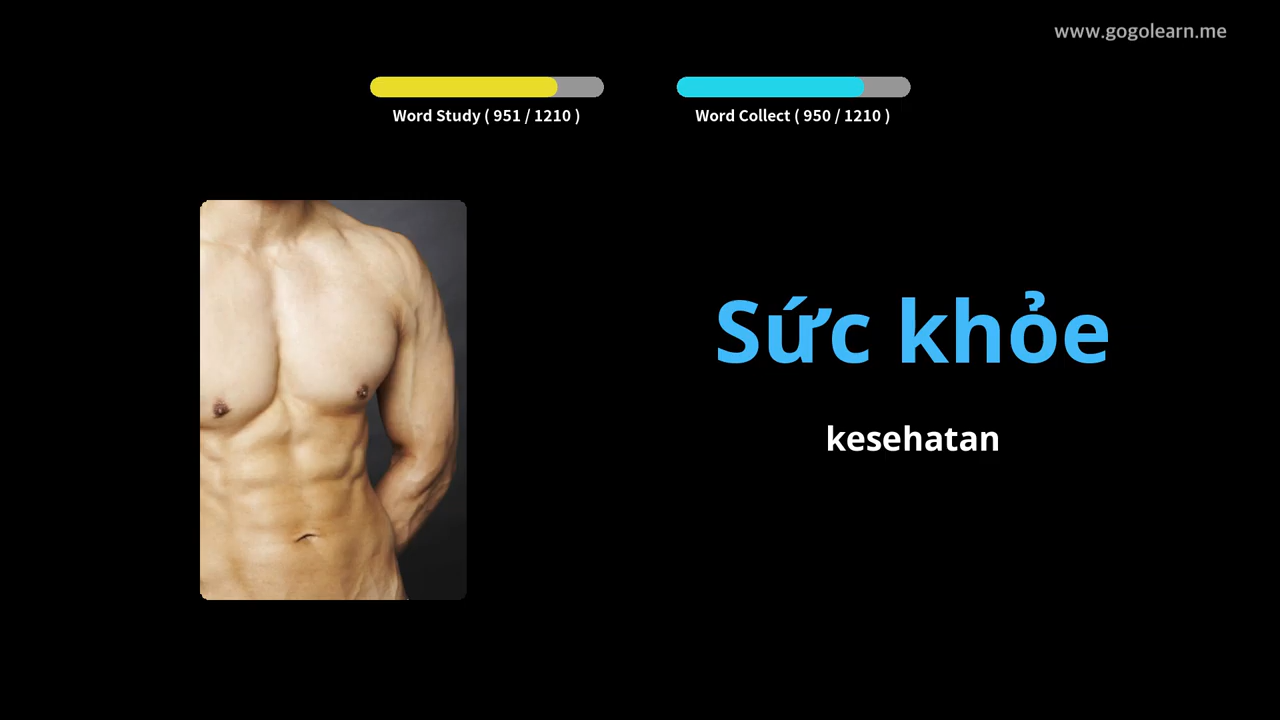 www.gogolearn.me
Word Study ( 951 / 1210 )
Word Collect ( 950 / 1210 )
Sức khỏe
kesehatan